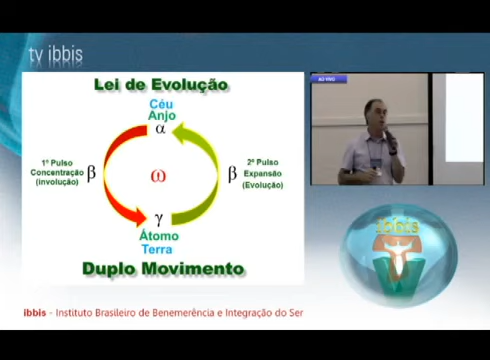 tv ibbis
Lei de Evolução
Céu
Anjo
α
1º Pulso
Concentração
(involução)
β
ω
β
2º Pulso
Expansão
(Evolução)
γ
Átomo
Terra
Duplo Movimento
AO VIVO
ibbis
ibbis - Instituto Brasileiro de Benemerência e Integração do Ser